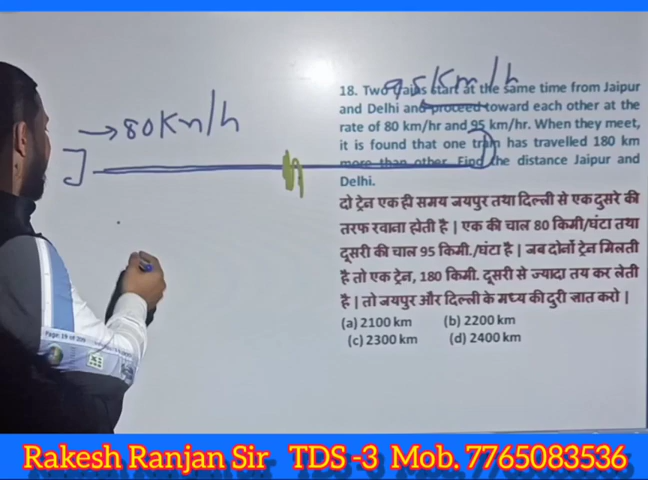 95Km/h
18. Two trains start at the same time from Jaipur
and Delhi and proceed toward each other at the
→80Km/h
rate of 80 km/hr and 95 km/hr. When they meet,
it is found that one train has travelled 180 km
more than other. Find the distance Jaipur and
Delhi.
दो ट्रेन एक ही समय जयपुर तथा दिल्ली से एक दुसरे की
तरफ रवाना होती है | एक की चाल 80 किमी/घंटा तथा
दूसरी की चाल 95 किमी./घंटा है | जब दोनों ट्रेन मिलती
है तो एक ट्रेन, 180 किमी. दूसरी से ज्यादा तय कर लेती
है | तो जयपुर और दिल्ली के मध्य की दुरी ज्ञात करो |
(a) 2100 km (b) 2200 km
(c) 2300 km (d) 2400 km
Page: 19 of 209
Rakesh Ranjan Sir TDS -3 Mob. 7765083536